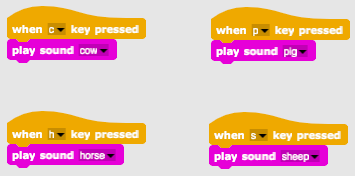 when c key pressed
play sound cow
when p key pressed
play sound pig
when h key pressed
play sound horse
when s key pressed
play sound sheep